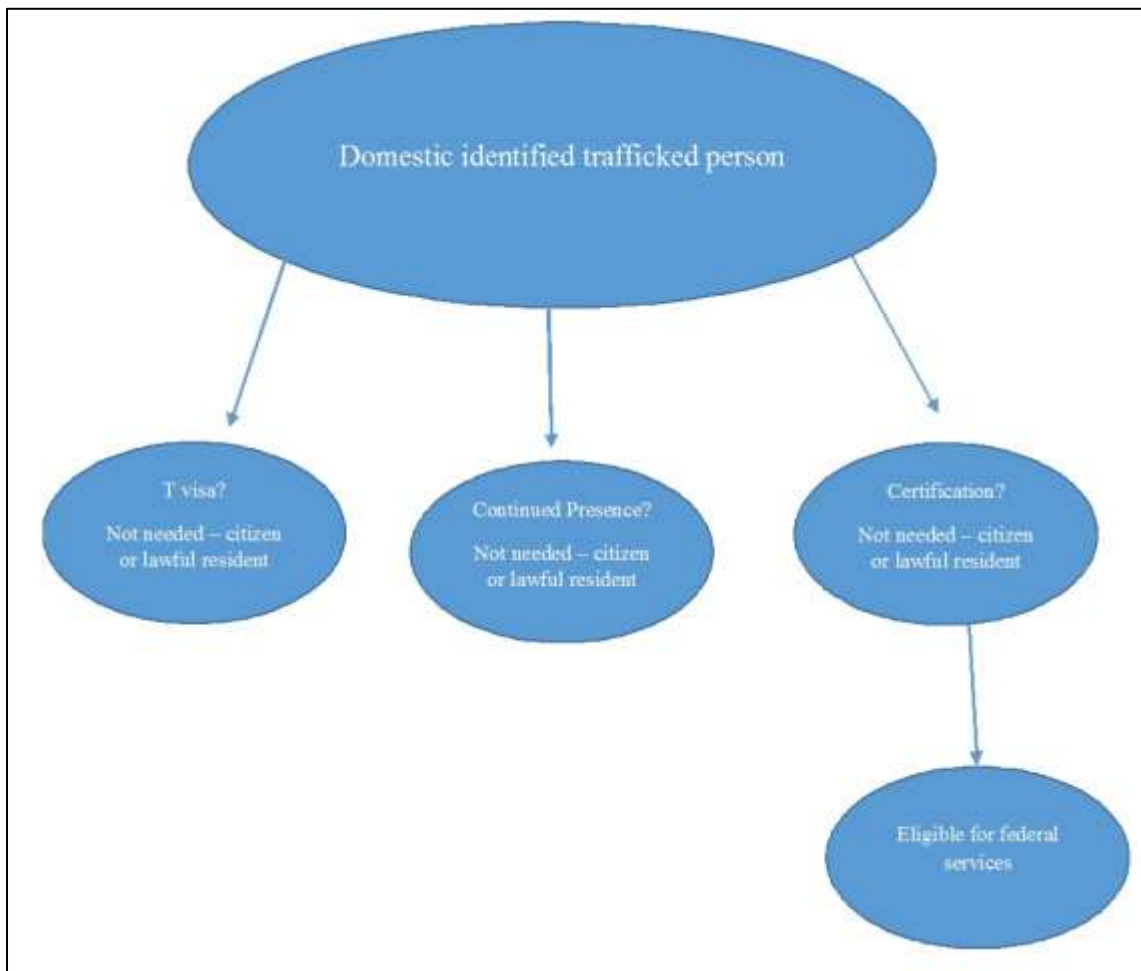 Domestic identified trafficked person
T visa?
Not needed – citizen
or lawful resident
Continued Presence?
Not needed – citizen
or lawful resident
Certification?
Not needed – citizen
or lawful resident
Eligible for federal
services